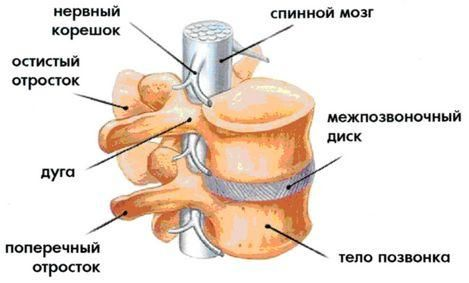 нервный
корешок
спинной мозг
остистый
отросток
межпозвоночный
диск
дуга
поперечный
отросток
тело позвонка